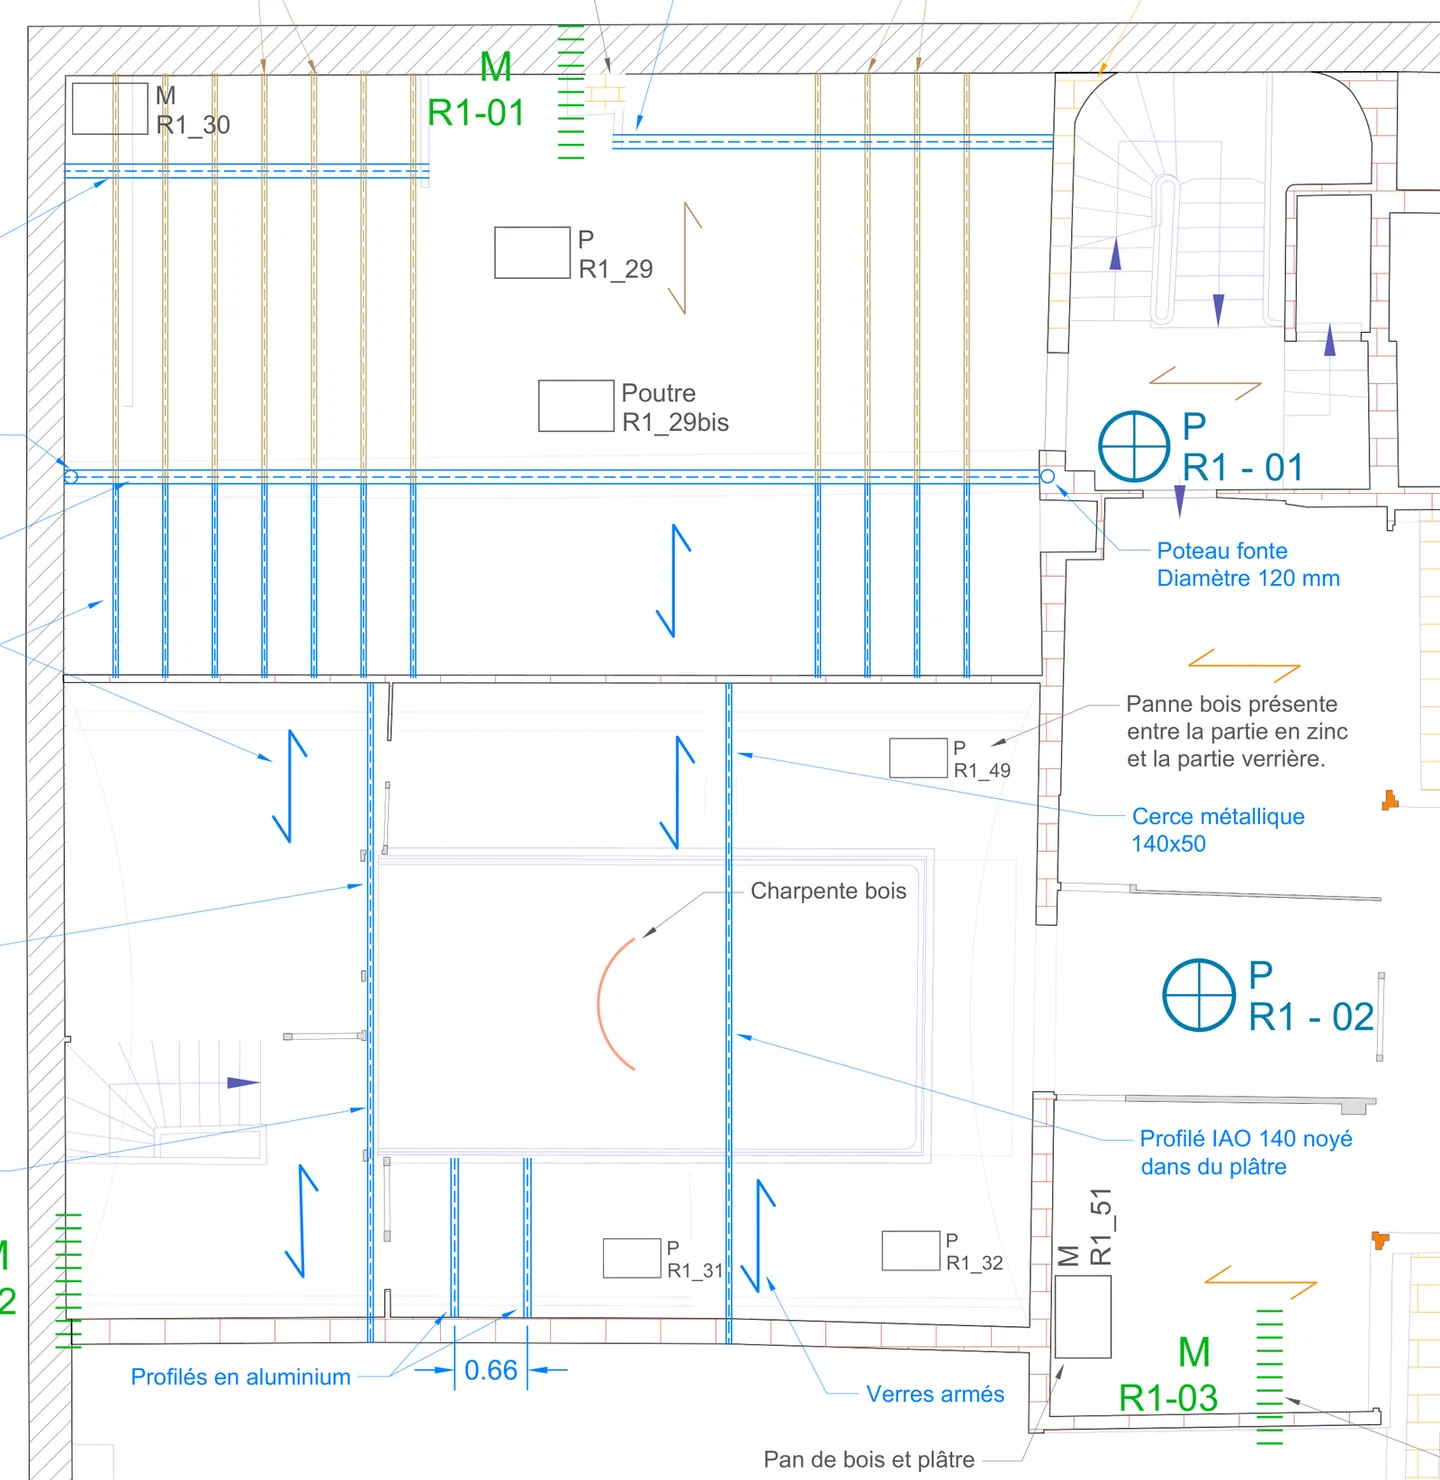 M
R1_30
M
R1-01
P
R1_29
Poutre
R1_29bis
P
R1 - 01
Poteau fonte
Diamètre 120 mm
Panne bois présente
entre la partie en zinc
et la partie verrière.
P
R1_49
Cerce métallique
140x50
Charpente bois
P
R1 - 02
Profilé IAO 140 noyé
dans du plâtre
M
R1_51
P
R1_31
P
R1_32
M
2
M
R1-03
Profilés en aluminium
0.66
Verres armés
Pan de bois et plâtre